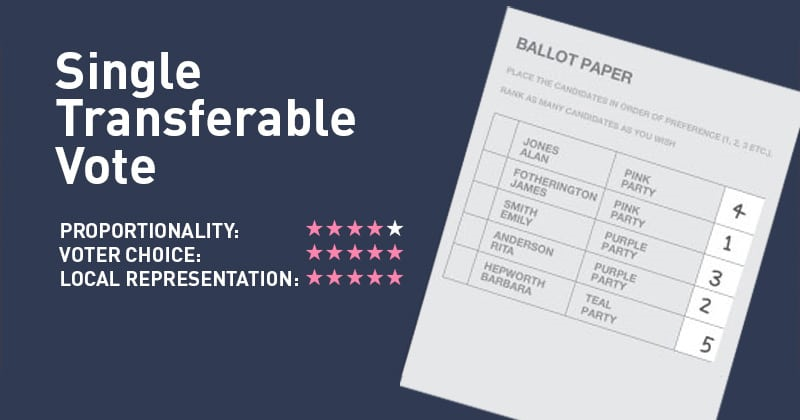 Single
Transferable
Vote
PROPORTIONALITY: ★★★★★
VOTER CHOICE: ★★★★★
LOCAL REPRESENTATION: ★★★★★
BALLOT PAPER
PLACE THE CANDIDATES IN ORDER OF PREFERENCE (1, 2, 3 ETC.).
RANK AS MANY CANDIDATES AS YOU WISH
JONES PINK
ALAN PARTY 4
FOTHERINGTON PINK
JAMES PARTY 1
SMITH PURPLE
EMILY PARTY 3
ANDERSON PURPLE
RITA PARTY 2
HEPWORTH TEAL
BARBARA PARTY 5